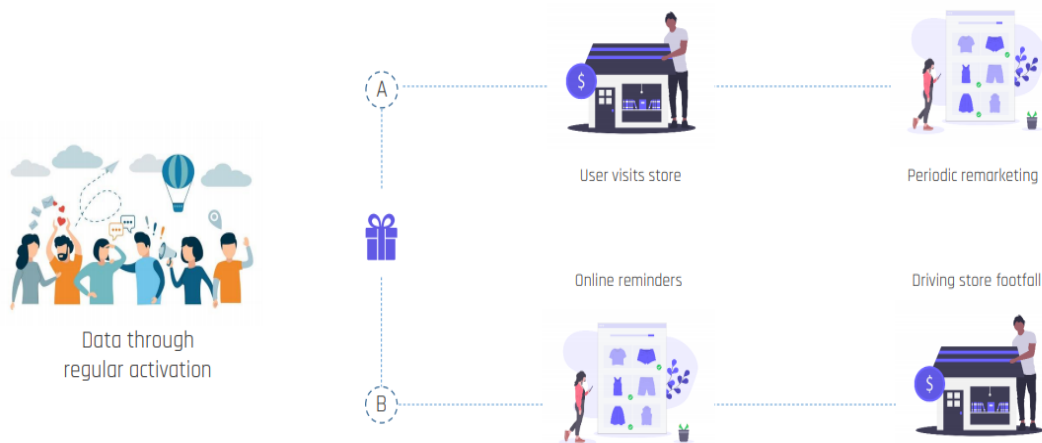 A
$
User visits store
Periodic remarketing
Online reminders
Driving store footfall
Data through
regular activation
B
$